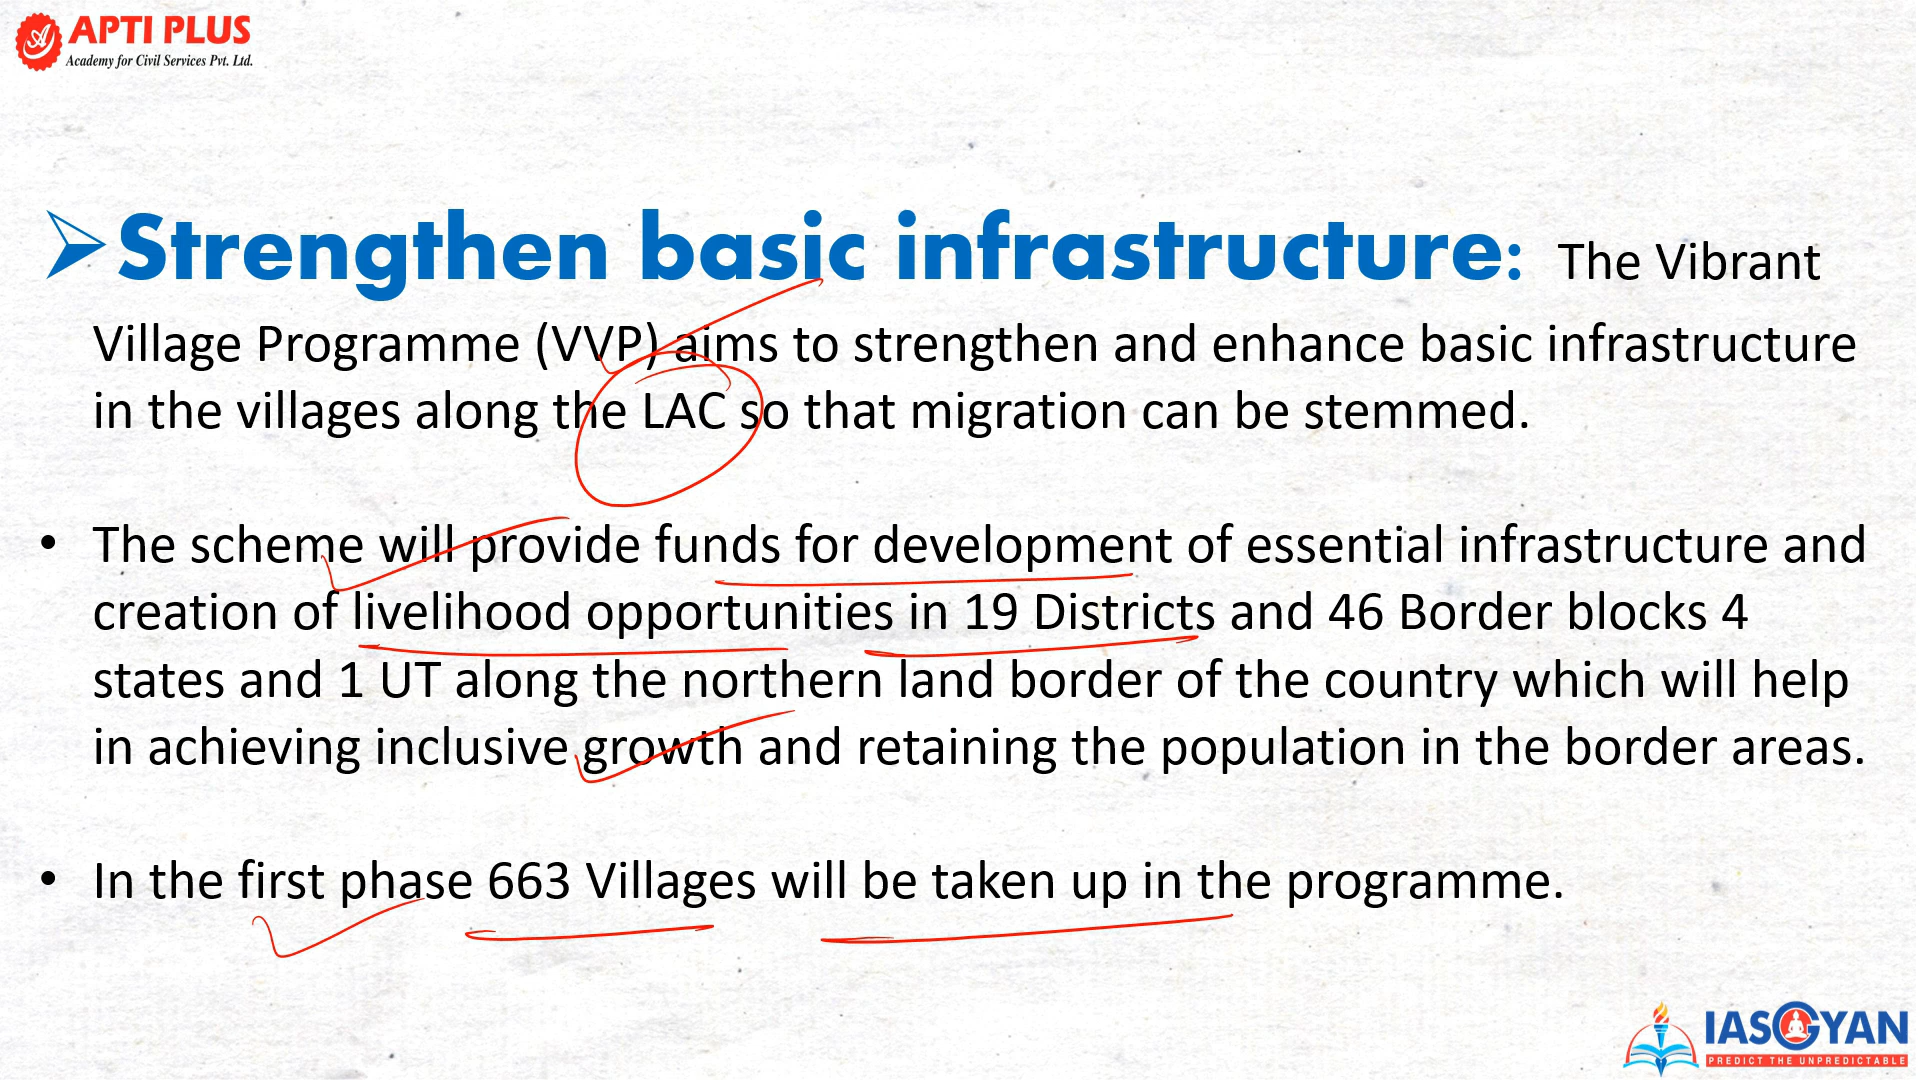 APTI PLUS
Academy for Civil Services Pvt. Ltd.
➢Strengthen basic infrastructure: The Vibrant
Village Programme (VVP) aims to strengthen and enhance basic infrastructure
in the villages along the LAC so that migration can be stemmed.
• The scheme will provide funds for development of essential infrastructure and
creation of livelihood opportunities in 19 Districts and 46 Border blocks 4
states and 1 UT along the northern land border of the country which will help
in achieving inclusive growth and retaining the population in the border areas.
• In the first phase 663 Villages will be taken up in the programme.
IASGYAN
PREDICT THE UNPREDICTABLE